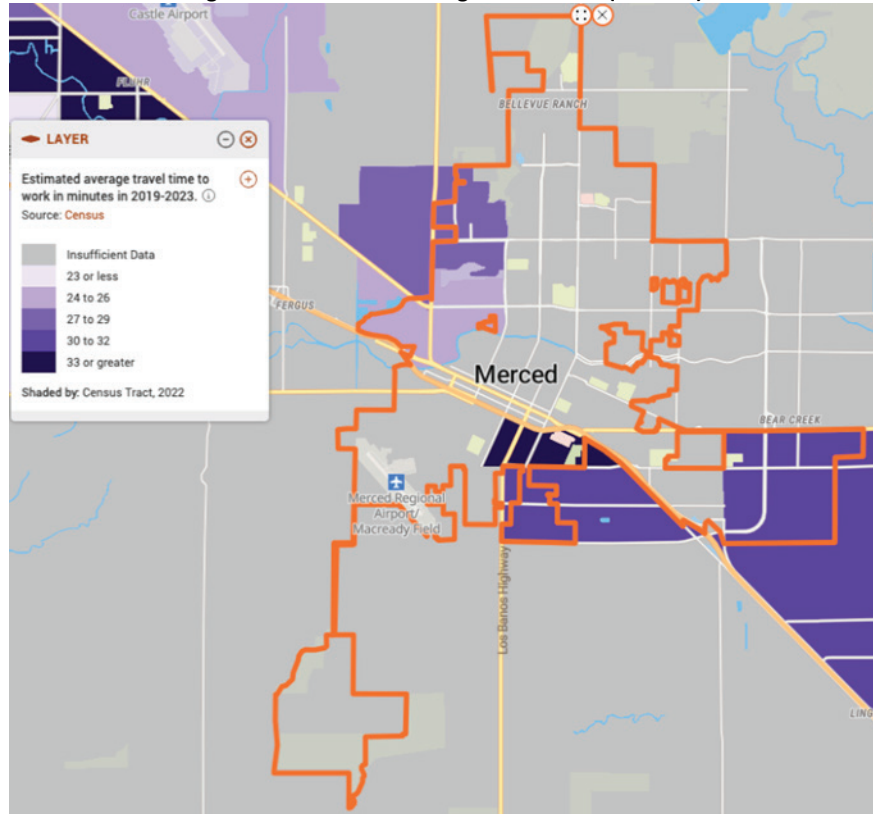 Castle Airport
BELLEVUE RANCH
LAYER
Estimated average travel time to
work in minutes in 2019-2023.
Source: Census
Insufficient Data
23 or less
24 to 26
27 to 29
30 to 32
33 or greater
Shaded by: Census Tract, 2022
FERGUS
Merced
BEAR CREEK
Merced Regional
Airport/
Macready Field
Los Banos Highway
LING